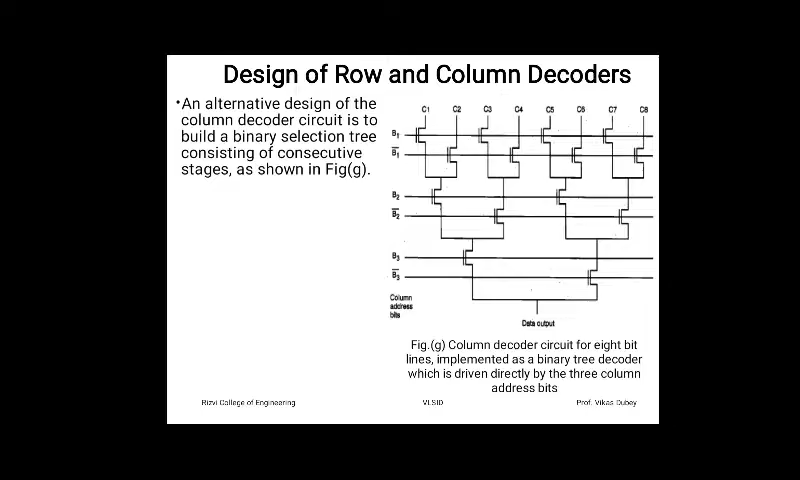 Design of Row and Column Decoders
•An alternative design of the
column decoder circuit is to
build a binary selection tree
consisting of consecutive
stages, as shown in Fig(g).
C1 C2 C3 C4 C5 C6 C7 C8
B1
B̅1
B2
B̅2
B3
B̅3
Column
address
bits
Data output
Fig.(g) Column decoder circuit for eight bit
lines, implemented as a binary tree decoder
which is driven directly by the three column
address bits
Rizvi College of Engineering VLSID Prof. Vikas Dubey